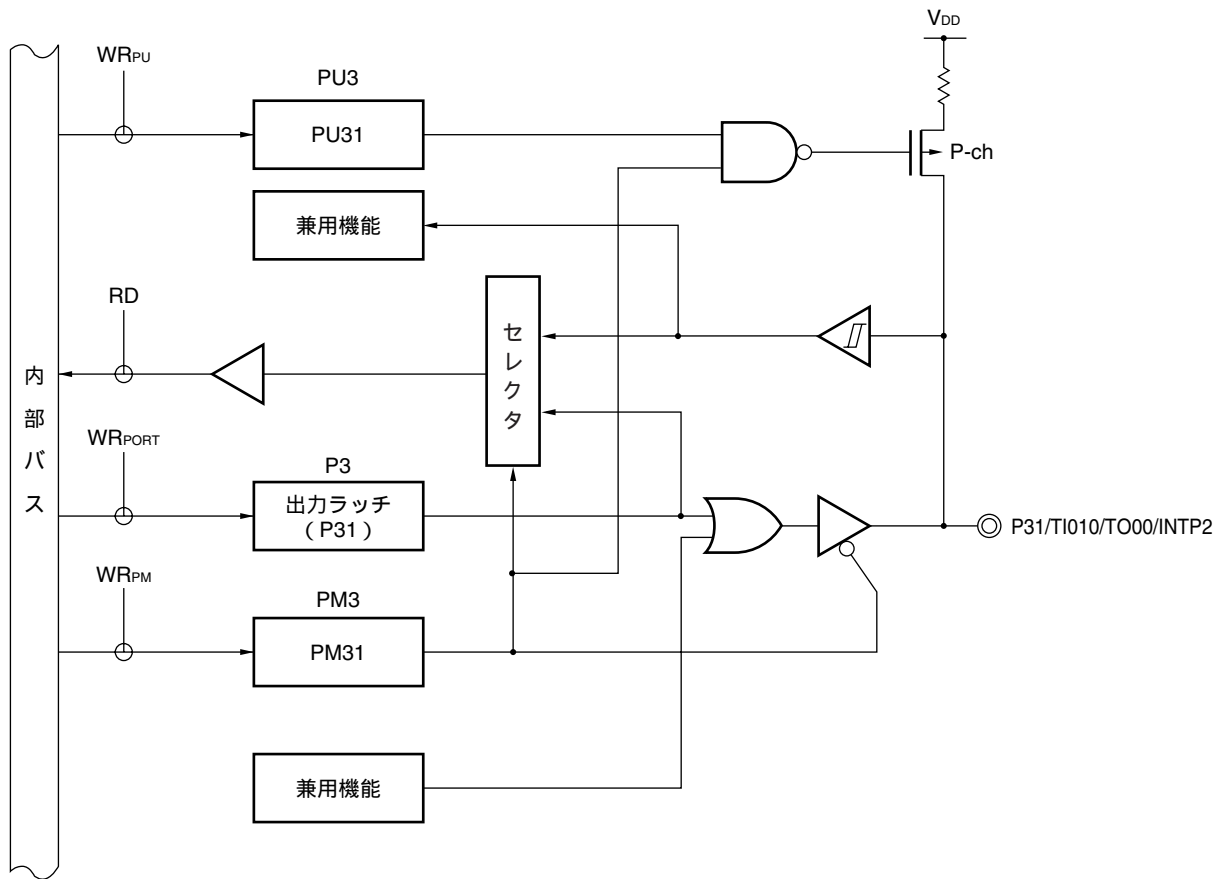 VDD
WRPU
PU3
PU31
P-ch
兼用機能
RD
セレクタ
内部バス
WRPORT
P3
出力ラッチ
（P31）
P31/TI010/TO00/INTP2
WRPM
PM3
PM31
兼用機能